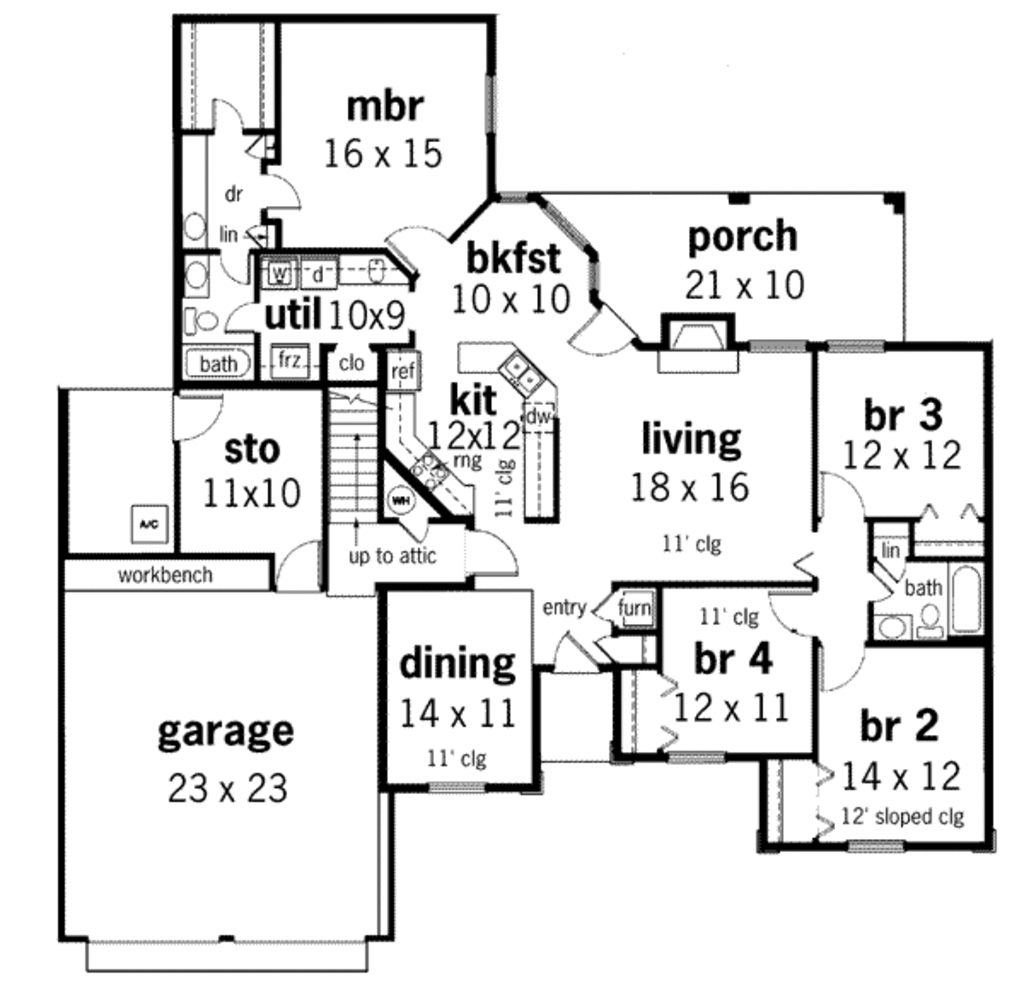 mbr
16 x 15
dr
lin
W
d
util 10x9
bath
frz
clo
ref
bkfst
10 x 10
porch
21 x 10
kit
12x12
dw
rng
11' clg
WH
sto
11x10
A/C
workbench
up to attic
living
18 x 16
11' clg
br 3
12 x 12
lin
bath
entry
furn
11' clg
br 4
12 x 11
dining
14 x 11
11' clg
garage
23 x 23
br 2
14 x 12
12' sloped clg